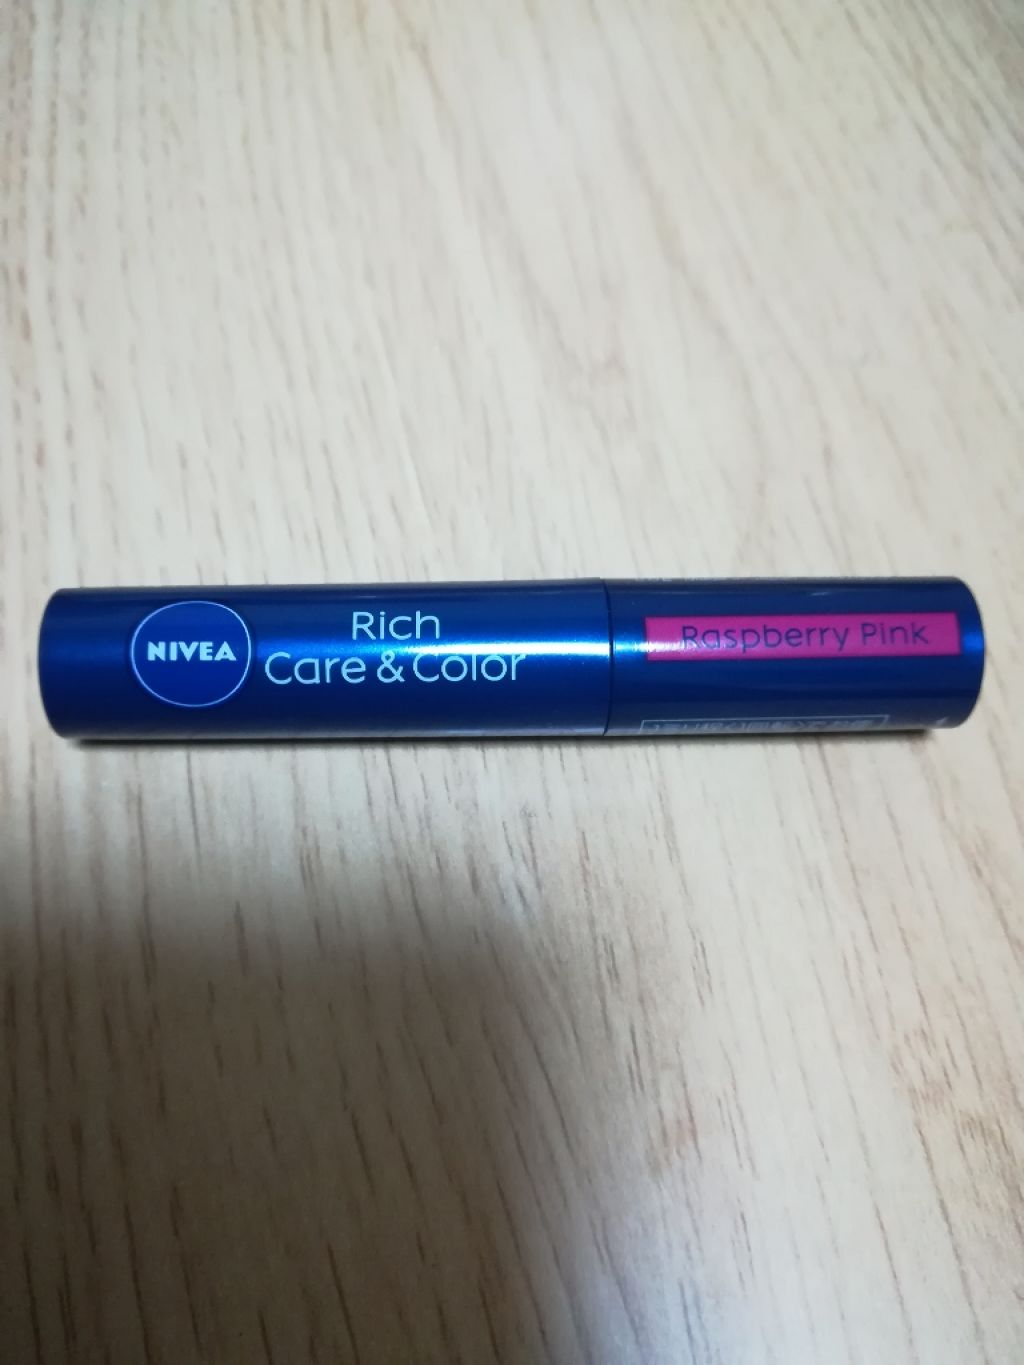 NIVEA
Rich
Care & Color
Raspberry Pink